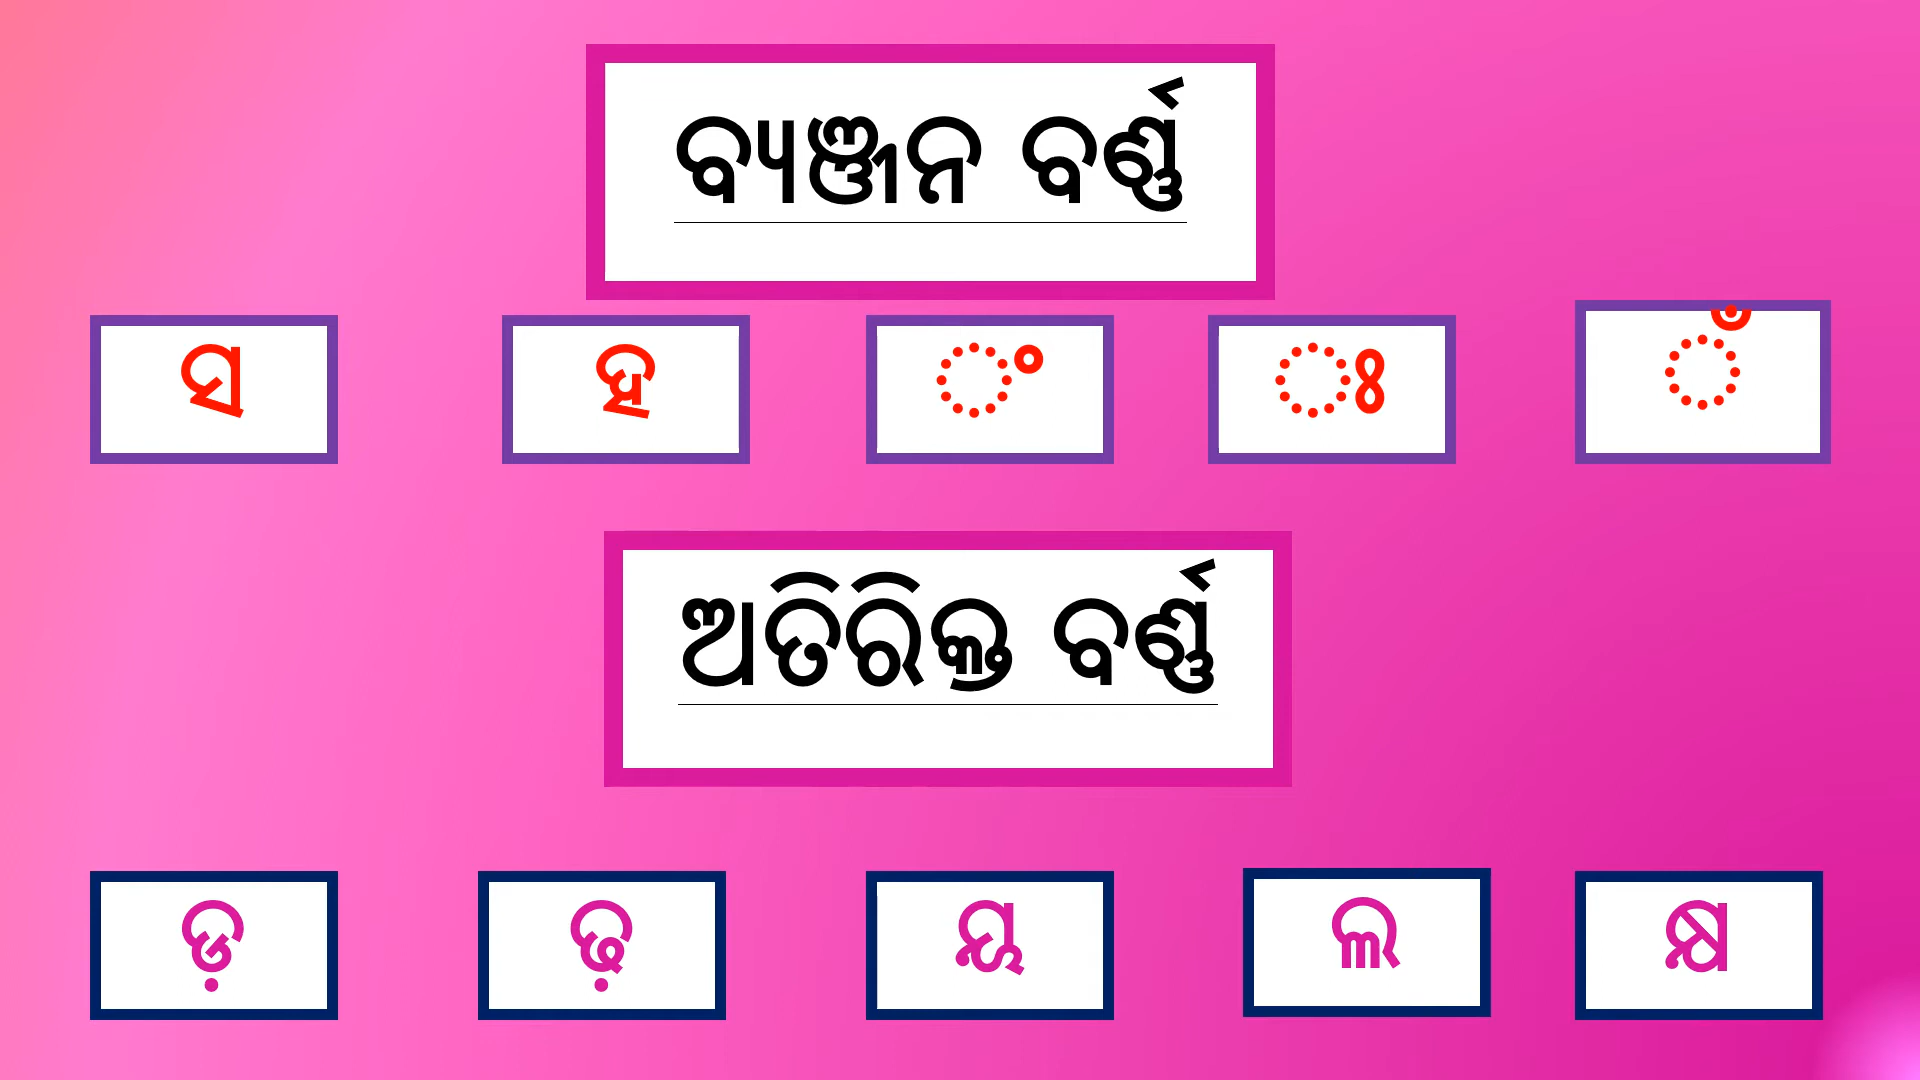 ବ୍ୟଞ୍ଜନ ବର୍ଣ୍ଣ
ସ ହ ଂ ଃ ଁ
ଅତିରିକ୍ତ ବର୍ଣ୍ଣ
ଡ଼ ଢ଼ ୟ ଲ କ୍ଷ